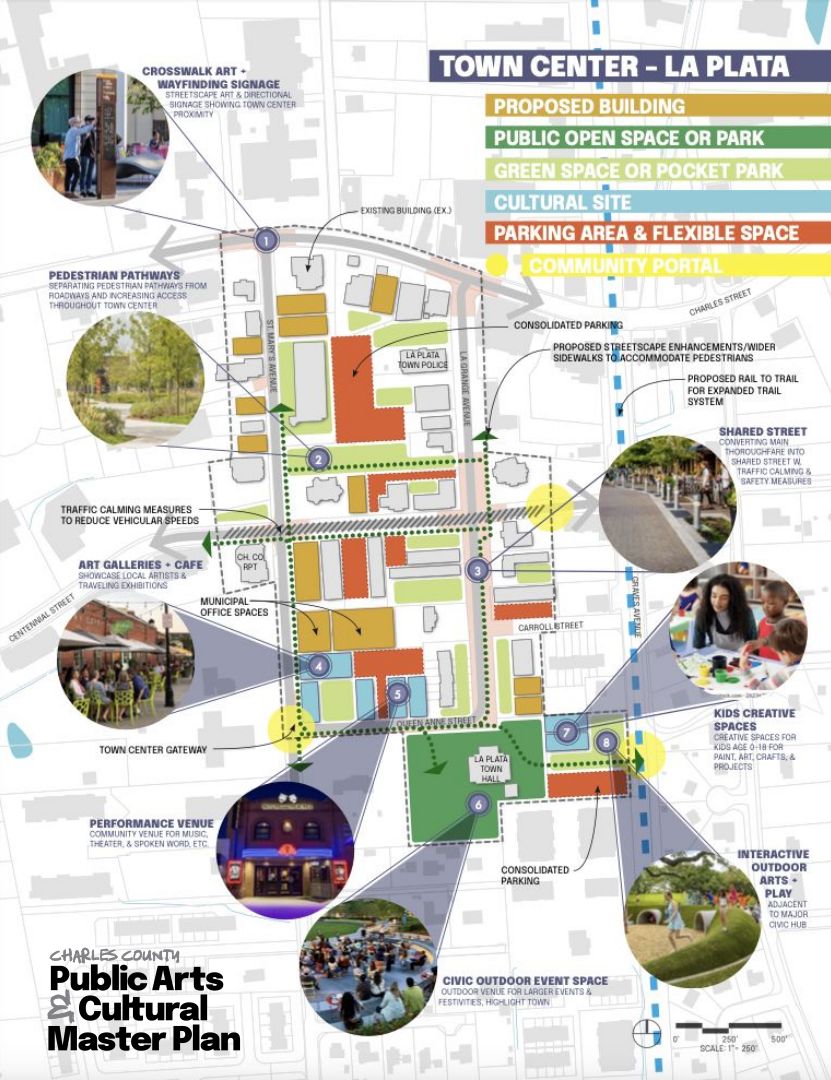 TOWN CENTER - LA PLATA
PROPOSED BUILDING
PUBLIC OPEN SPACE OR PARK
GREEN SPACE OR POCKET PARK
CULTURAL SITE
PARKING AREA & FLEXIBLE SPACE
COMMUNITY PORTAL
CROSSWALK ART +
WAYFINDING SIGNAGE
STREETSCAPE ART & DIRECTIONAL
SIGNAGE SHOWING TOWN CENTER
PROXIMITY
EXISTING BUILDING (EX.)
1
PEDESTRIAN PATHWAYS
SEPARATING PEDESTRIAN PATHWAYS FROM
ROADWAYS AND INCREASING ACCESS
THROUGHOUT TOWN CENTER
CHARLES STREET
ST. MARY'S AVENUE
LA GRANGE AVENUE
CONSOLIDATED PARKING
LA PLATA
TOWN POLICE
PROPOSED STREETSCAPE ENHANCEMENTS/WIDER
SIDEWALKS TO ACCOMMODATE PEDESTRIANS
PROPOSED RAIL TO TRAIL
FOR EXPANDED TRAIL
SYSTEM
SHARED STREET
CONVERTING MAIN
THOROUGHFARE INTO
SHARED STREET W.
TRAFFIC CALMING &
SAFETY MEASURES
2
TRAFFIC CALMING MEASURES
TO REDUCE VEHICULAR SPEEDS
CH. CO.
RPT
3
ART GALLERIES + CAFE
SHOWCASE LOCAL ARTISTS &
TRAVELING EXHIBITIONS
CENTENNIAL STREET
MUNICIPAL
OFFICE SPACES
GRAVES AVENUE
CARROLL STREET
4
5
QUEEN ANNE STREET
TOWN CENTER GATEWAY
7
8
KIDS CREATIVE
SPACES
CREATIVE SPACES FOR
KIDS AGE 0-18 FOR
PAINT, ART, CRAFTS, &
PROJECTS
LA PLATA
TOWN
HALL
6
PERFORMANCE VENUE
COMMUNITY VENUE FOR MUSIC,
THEATER, & SPOKEN WORD, ETC.
CONSOLIDATED
PARKING
INTERACTIVE
OUTDOOR
ARTS +
PLAY
ADJACENT
TO MAJOR
CIVIC HUB
CIVIC OUTDOOR EVENT SPACE
OUTDOOR VENUE FOR LARGER EVENTS &
FESTIVITIES, HIGHLIGHT TOWN
CHARLES COUNTY
Public Arts
& Cultural
Master Plan
0' 250' 500'
SCALE: 1"= 250'